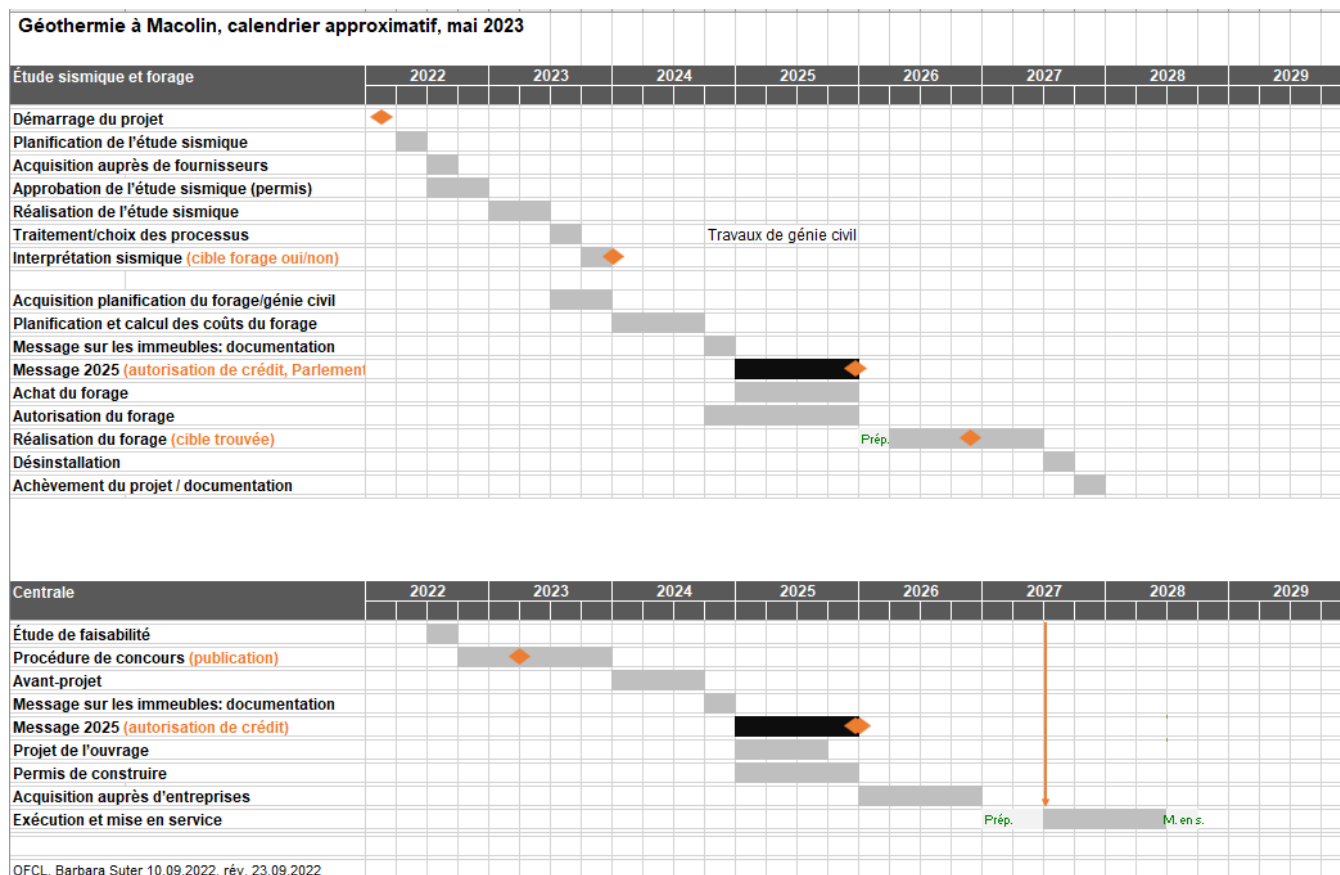 Géothermie à Macolin, calendrier approximatif, mai 2023
Étude sismique et forage 2022 2023 2024 2025 2026 2027 2028 2029
Démarrage du projet
Planification de l'étude sismique
Acquisition auprès de fournisseurs
Approbation de l'étude sismique (permis)
Réalisation de l'étude sismique
Traitement/choix des processus Travaux de génie civil
Interprétation sismique (cible forage oui/non)
Acquisition planification du forage/génie civil
Planification et calcul des coûts du forage
Message sur les immeubles: documentation
Message 2025 (autorisation de crédit, Parlement
Achat du forage
Autorisation du forage
Réalisation du forage (cible trouvée) Prép.
Désinstallation
Achèvement du projet / documentation
Centrale 2022 2023 2024 2025 2026 2027 2028 2029
Étude de faisabilité
Procédure de concours (publication)
Avant-projet
Message sur les immeubles: documentation
Message 2025 (autorisation de crédit)
Projet de l'ouvrage
Permis de construire
Acquisition auprès d'entreprises
Exécution et mise en service Prép. M. en s.
OFCL, Barbara Suter 10.09.2022, rév. 23.09.2022